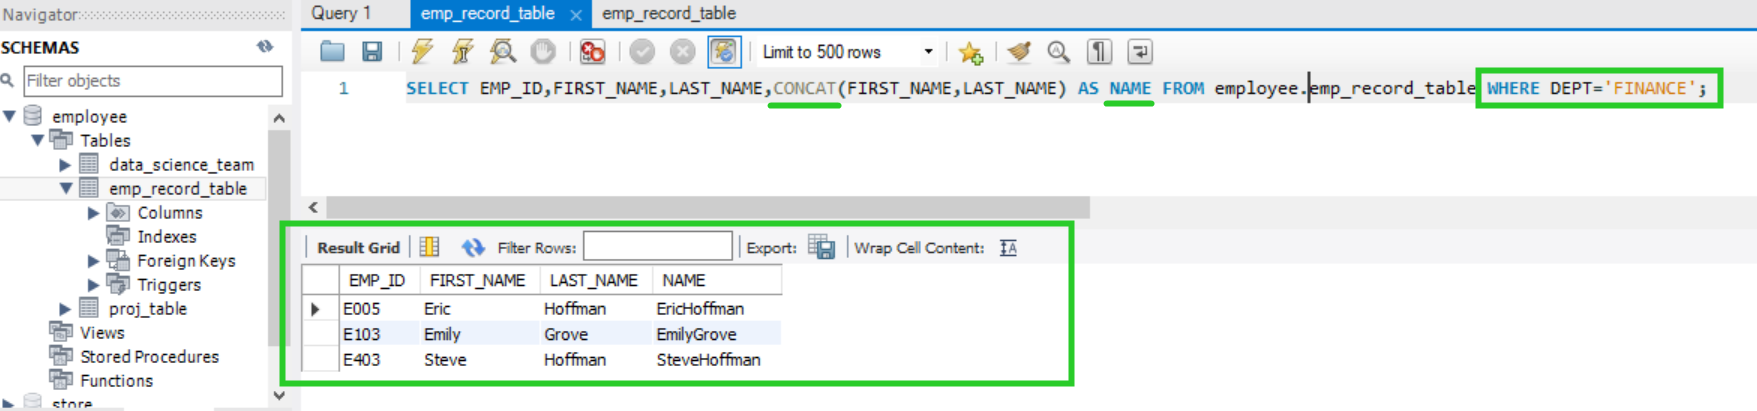 Navigator
SCHEMAS
Filter objects
employee
Tables
data_science_team
emp_record_table
Columns
Indexes
Foreign Keys
Triggers
proj_table
Views
Stored Procedures
Functions
store
Query 1 emp_record_table × emp_record_table
Limit to 500 rows
1 SELECT EMP_ID,FIRST_NAME,LAST_NAME,CONCAT(FIRST_NAME,LAST_NAME) AS NAME FROM employee.emp_record_table WHERE DEPT='FINANCE';
Result Grid Filter Rows: Export: Wrap Cell Content: IA
EMP_ID FIRST_NAME LAST_NAME NAME
E005 Eric Hoffman EricHoffman
E103 Emily Grove EmilyGrove
E403 Steve Hoffman SteveHoffman